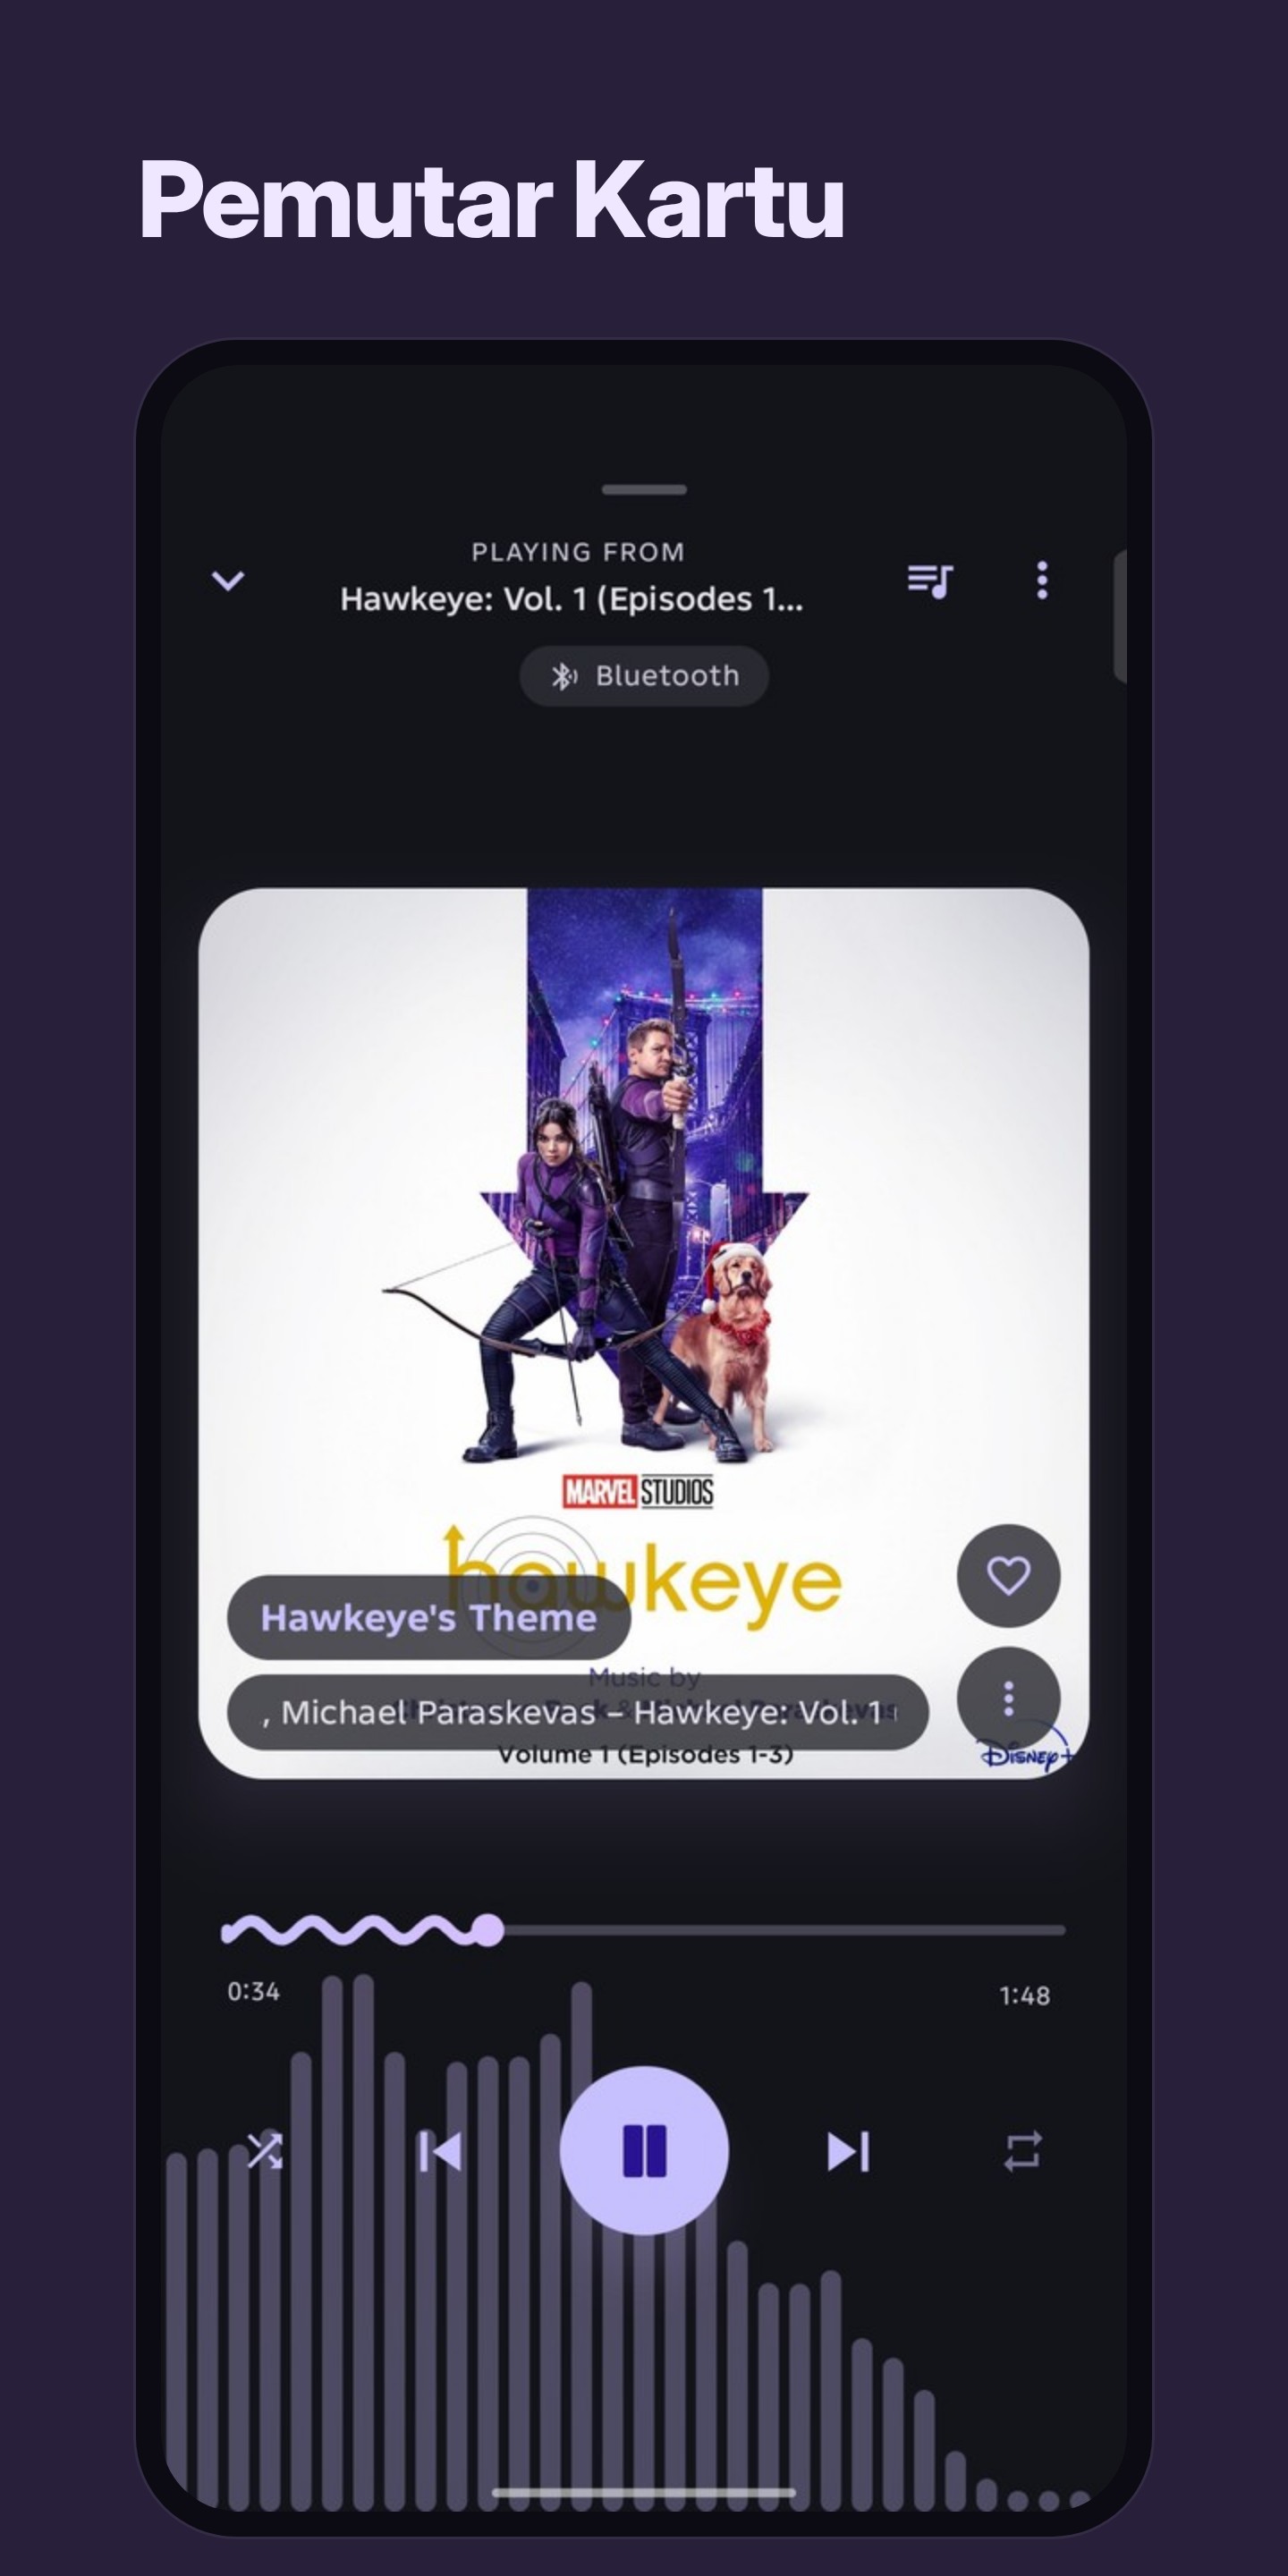 Pemutar Kartu
PLAYING FROM
Hawkeye: Vol. 1 (Episodes 1...
Bluetooth
MARVEL STUDIOS
hawkeye
Hawkeye's Theme
Music by
, Michael Paraskevas – Hawkeye: Vol. 1
Volume 1 (Episodes 1-3)
Disney+
0:34
1:48